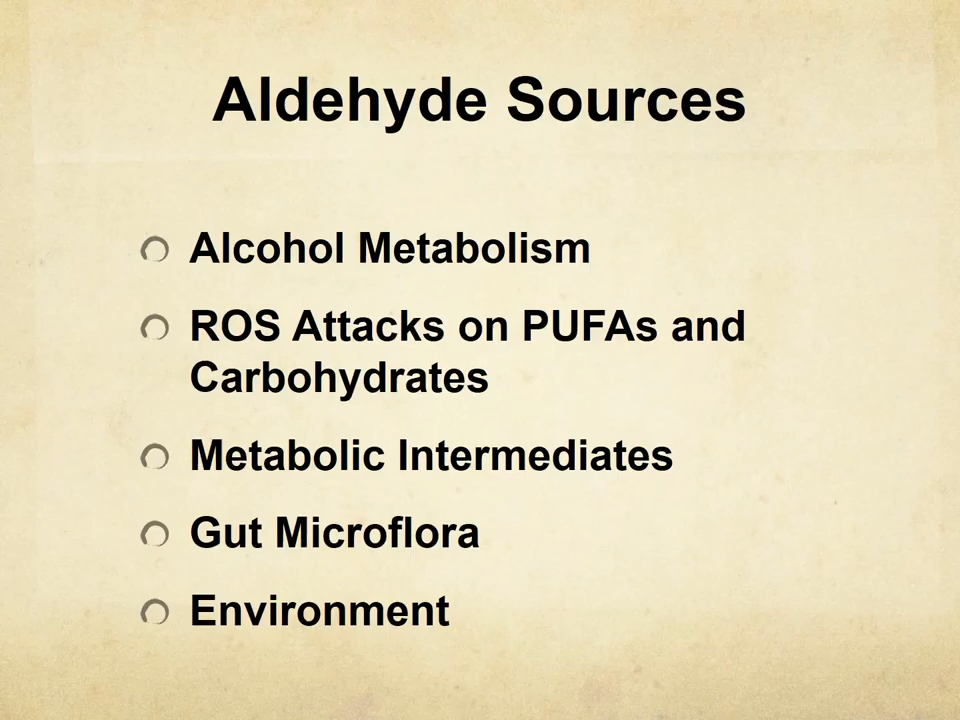 Aldehyde Sources
Alcohol Metabolism
ROS Attacks on PUFAs and
Carbohydrates
Metabolic Intermediates
Gut Microflora
Environment